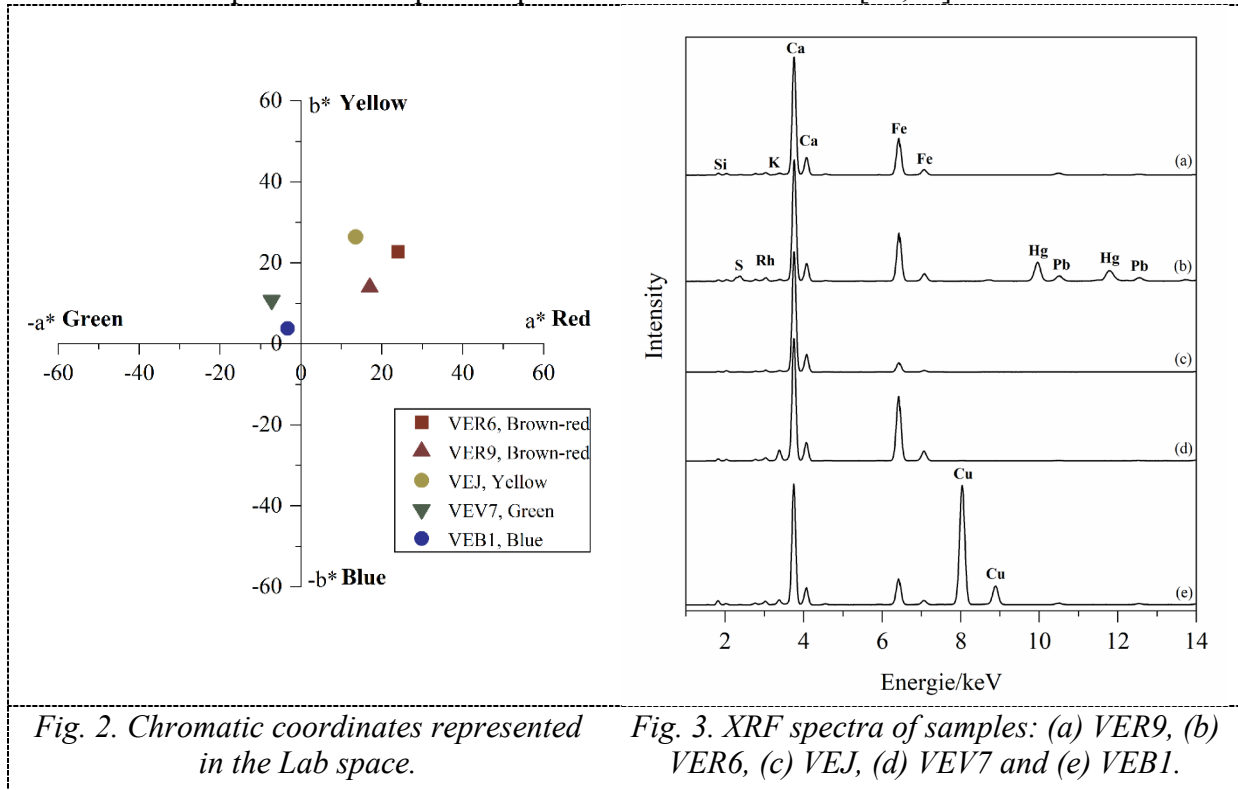 60
b* Yellow
40
20
-a* Green
0
a* Red
-60
-40
-20
0
20
40
60
-20
-40
-60
-b* Blue
VER6, Brown-red
VER9, Brown-red
VEJ, Yellow
VEV7, Green
VEB1, Blue
Fig. 2. Chromatic coordinates represented
in the Lab space.
Intensity
Ca
Ca
Fe
Fe
Si
K
(a)
S
Rh
Hg
Pb
Hg
Pb
(b)
(c)
(d)
Cu
Cu
(e)
2
4
6
8
10
12
14
Energie/keV
Fig. 3. XRF spectra of samples: (a) VER9, (b)
VER6, (c) VEJ, (d) VEV7 and (e) VEB1.